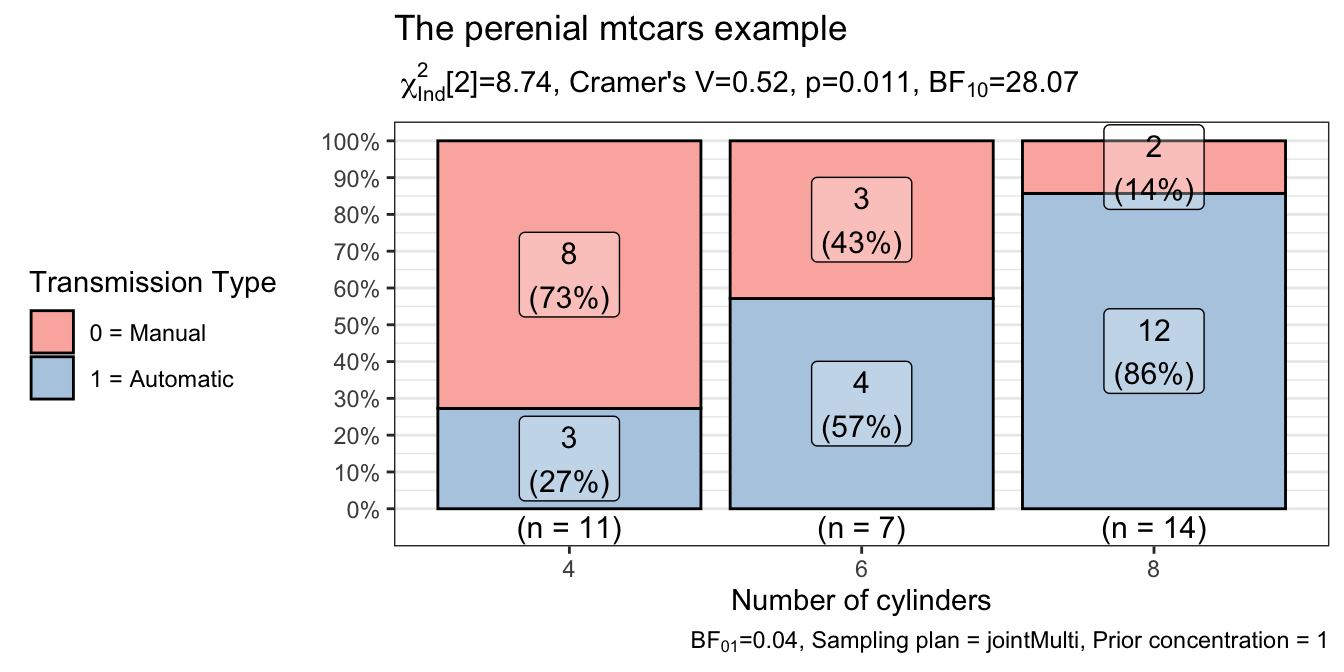 The perenial mtcars example
χ²Ind[2]=8.74, Cramer's V=0.52, p=0.011, BF₁₀=28.07
Transmission Type
0 = Manual
1 = Automatic
100%
90%
80%
70%
60%
50%
40%
30%
20%
10%
0%
8
(73%)
3
(27%)
(n = 11)
3
(43%)
4
(57%)
(n = 7)
2
(14%)
12
(86%)
(n = 14)
4
6
8
Number of cylinders
BF₀₁=0.04, Sampling plan = jointMulti, Prior concentration = 1